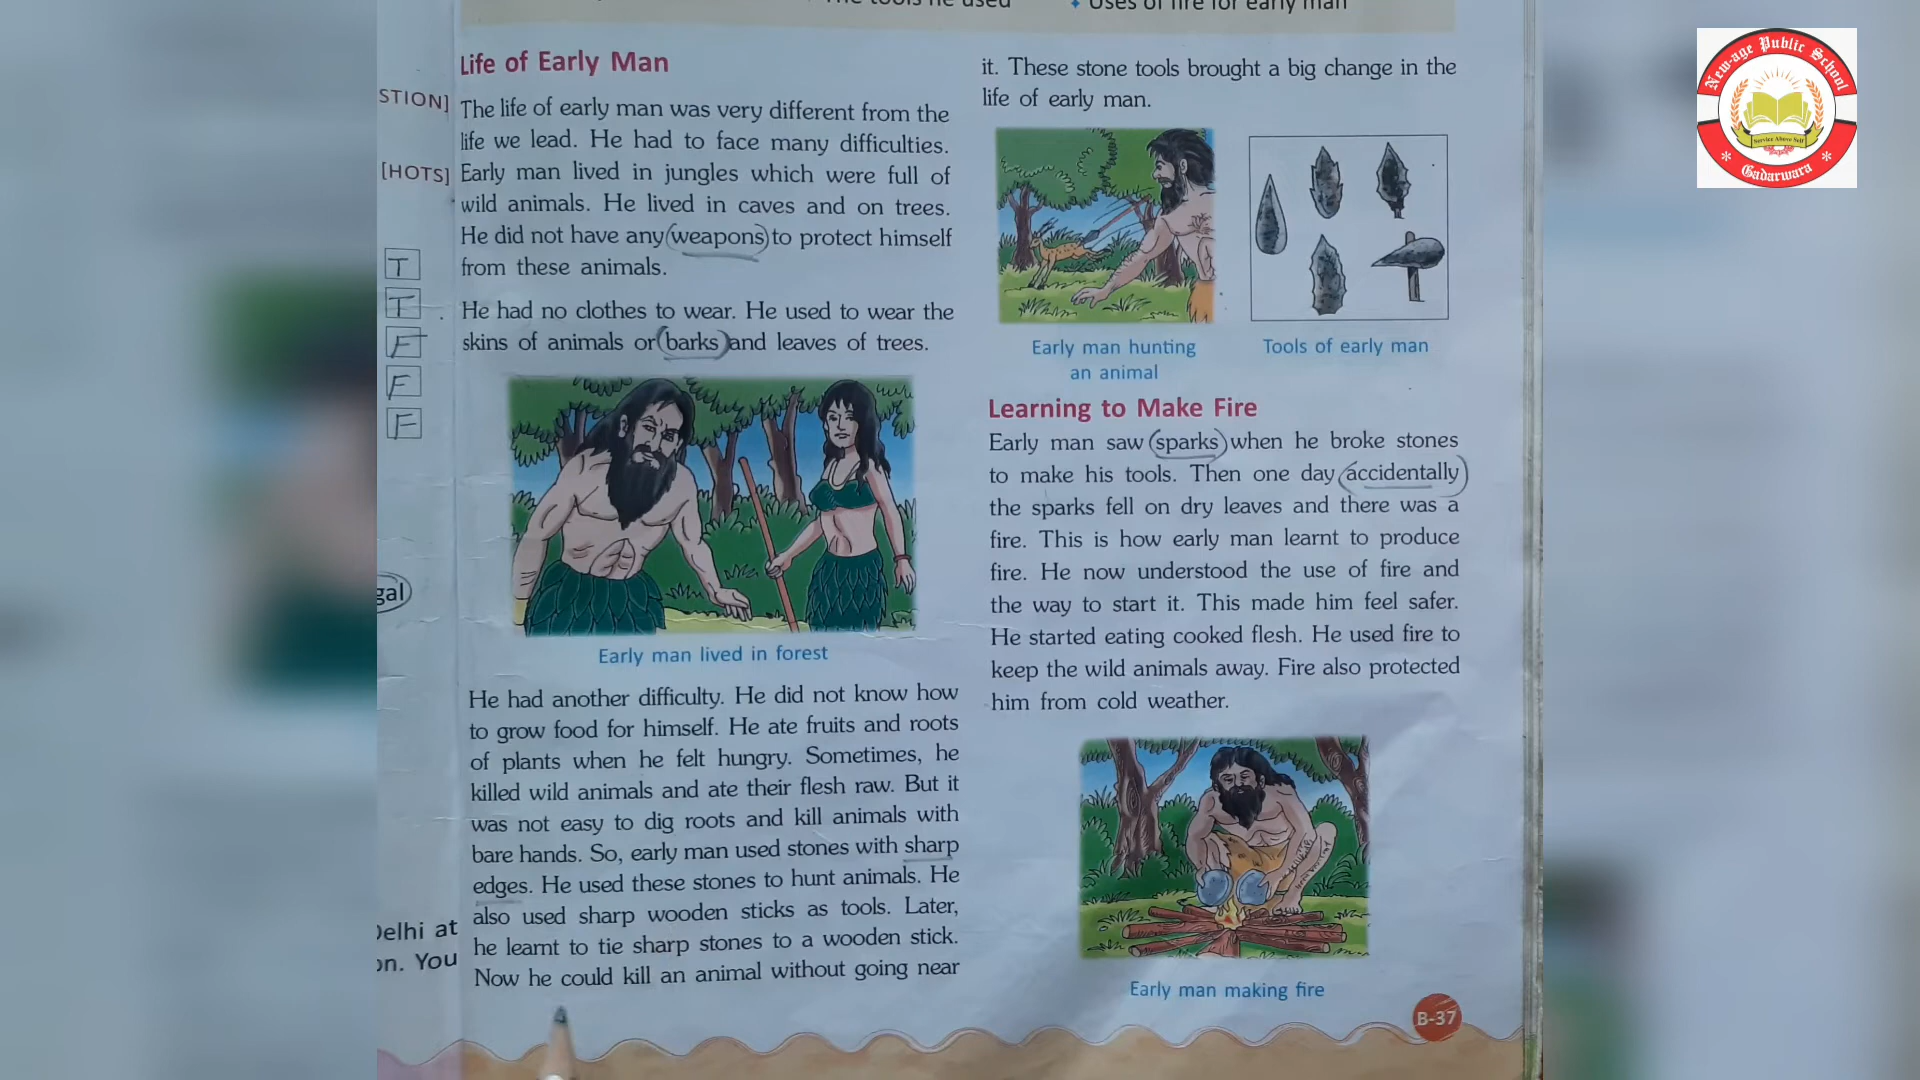 The tools he used
Uses of fire for early man
STION]
[HOTS]
T
T
F
F
F
gal
Delhi at
on. You
Life of Early Man
The life of early man was very different from the
life we lead. He had to face many difficulties.
Early man lived in jungles which were full of
wild animals. He lived in caves and on trees.
He did not have any weapons to protect himself
from these animals.
He had no clothes to wear. He used to wear the
skins of animals or barks and leaves of trees.
Early man lived in forest
He had another difficulty. He did not know how
to grow food for himself. He ate fruits and roots
of plants when he felt hungry. Sometimes, he
killed wild animals and ate their flesh raw. But it
was not easy to dig roots and kill animals with
bare hands. So, early man used stones with sharp
edges. He used these stones to hunt animals. He
also used sharp wooden sticks as tools. Later,
he learnt to tie sharp stones to a wooden stick.
Now he could kill an animal without going near
it. These stone tools brought a big change in the
life of early man.
Early man hunting
an animal
Tools of early man
Learning to Make Fire
Early man saw sparks when he broke stones
to make his tools. Then one day accidentally
the sparks fell on dry leaves and there was a
fire. This is how early man learnt to produce
fire. He now understood the use of fire and
the way to start it. This made him feel safer.
He started eating cooked flesh. He used fire to
keep the wild animals away. Fire also protected
him from cold weather.
Early man making fire
B-37
New-age Public School
Service Above Self
Gadarwara